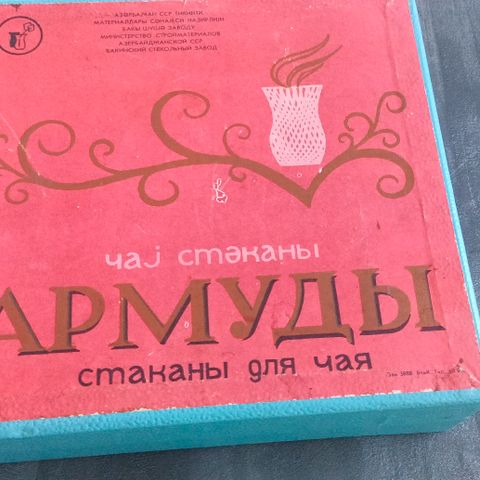 АЗӘРБАЈҸАН ССР ТИКИНТИ
МАТЕРИАЛЛАРЫ СӘНАЈЕСИ НАЗИРЛИЈИ
БАКЫ ШҮШӘ ЗАВОДУ
МИНИСТЕРСТВО СТРОЙМАТЕРИАЛОВ
АЗЕРБАЙДЖАНСКОЙ ССР
БАКИНСКИЙ СТЕКОЛЬНЫЙ ЗАВОД
чај стәканы
АРМУДЫ
стаканы для чая